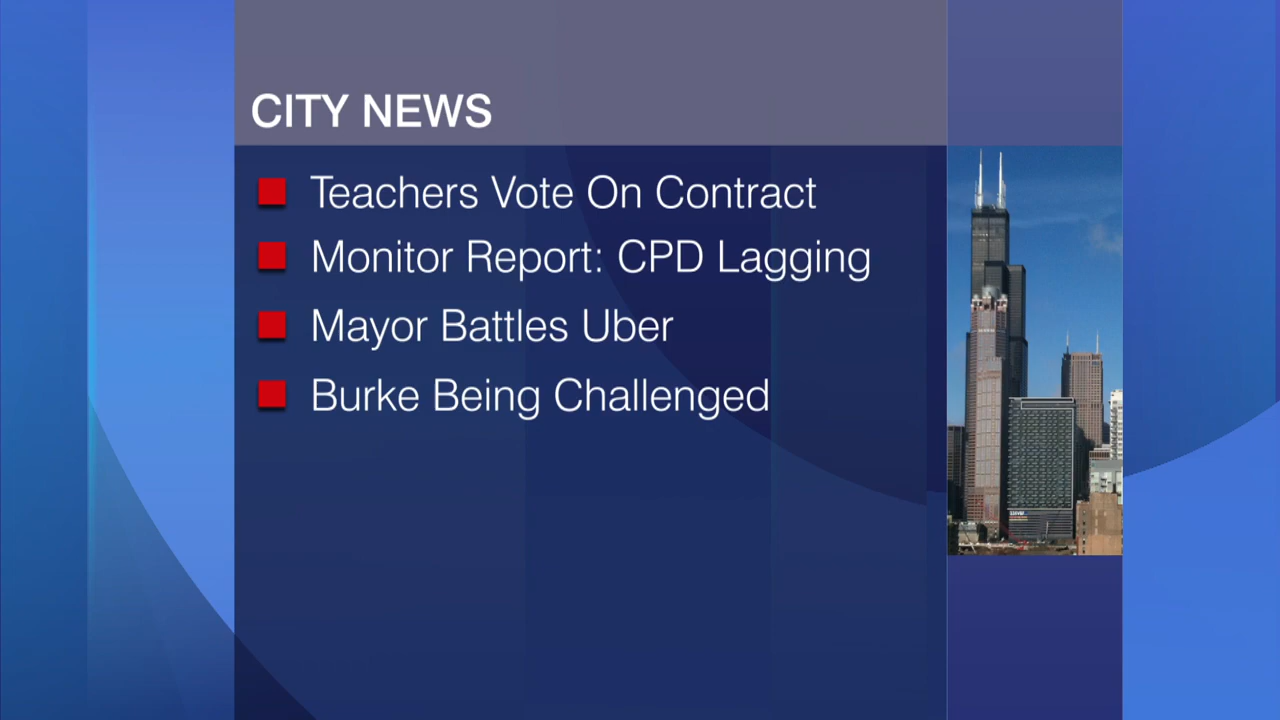 CITY NEWS
Teachers Vote On Contract
Monitor Report: CPD Lagging
Mayor Battles Uber
Burke Being Challenged